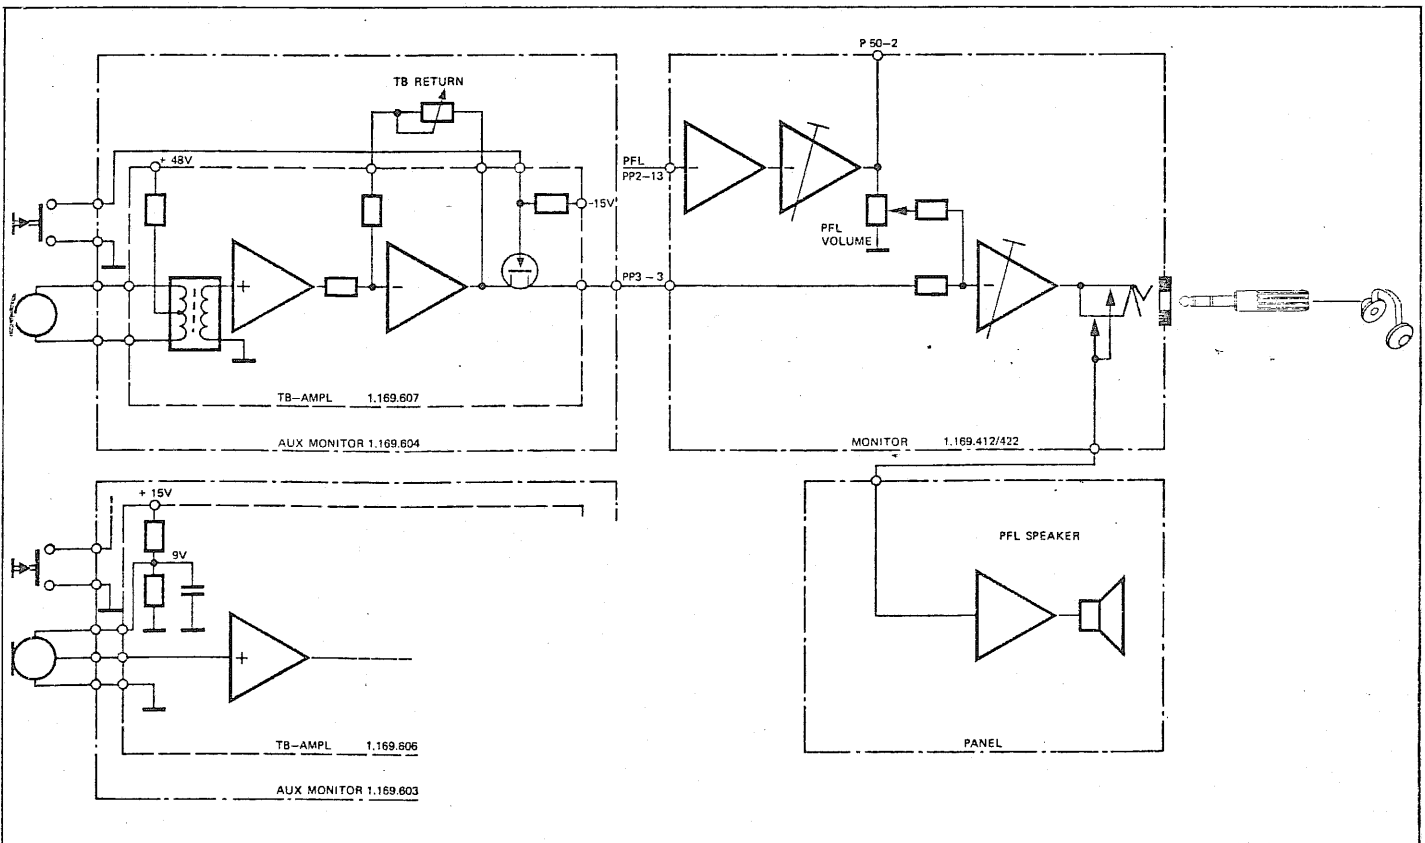 P 50-2
TB RETURN
+ 48V
PFL
PP2-13
-15V
PFL
VOLUME
+
-
-
-
PP3 - 3
-
TB-AMPL 1.169.607
AUX MONITOR 1.169.604
MONITOR 1.169.412/422
+ 15V
9V
PFL SPEAKER
+
TB-AMPL 1.169.606
PANEL
AUX MONITOR 1.169.603